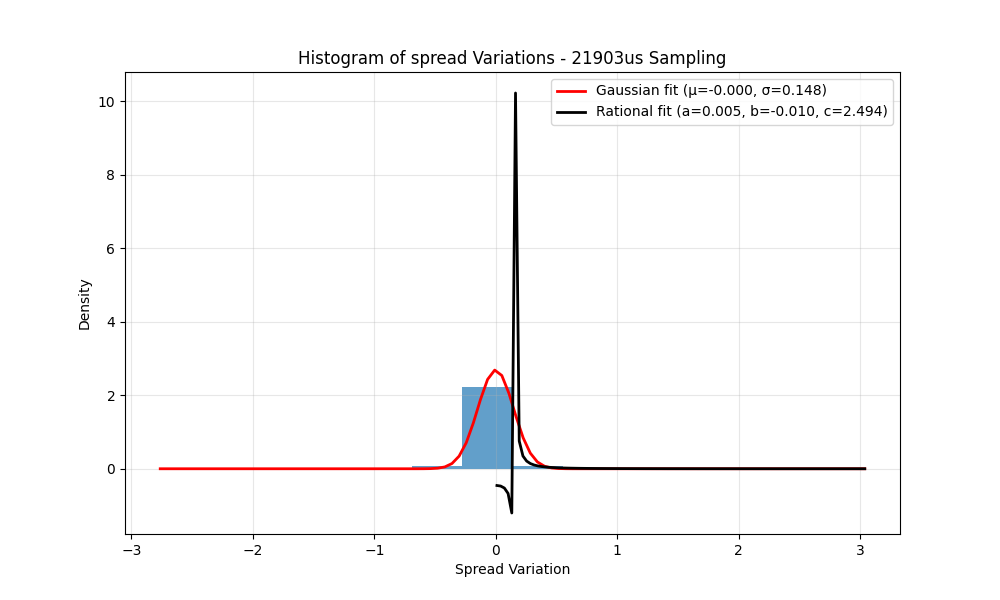 Histogram of spread Variations - 21903us Sampling
Gaussian fit (μ=-0.000, σ=0.148)
Rational fit (a=0.005, b=-0.010, c=2.494)
Density
10
8
6
4
2
0
−3
−2
−1
0
1
2
3
Spread Variation